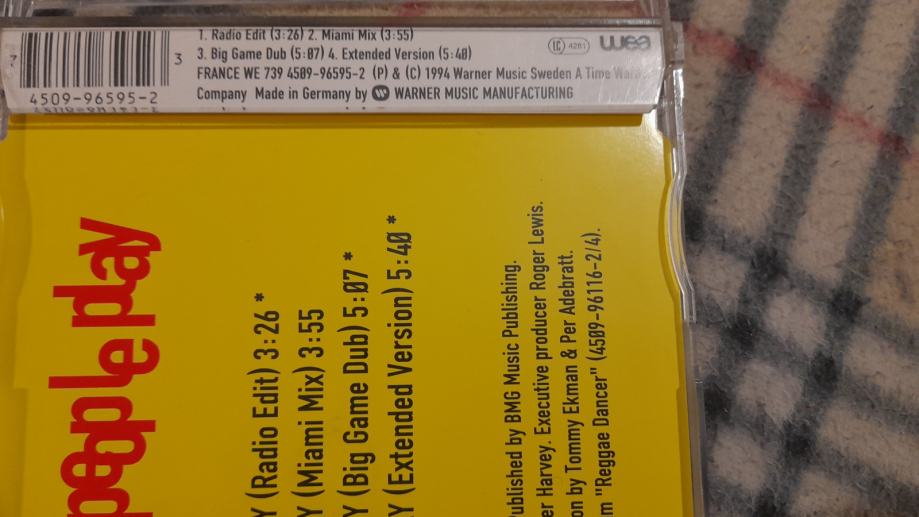 1. Radio Edit (3:26) 2. Miami Mix (3:55)
3. Big Game Dub (5:07) 4. Extended Version (5:40)
FRANCE WE 739 4509-96595-2 (P) & (C) 1994 Warner Music Sweden A Time
Company Made in Germany by WARNER MUSIC MANUFACTURING
LC 4281
wea
3
4509-96595-2
people play
Y (Radio Edit) 3:26 *
Y (Miami Mix) 3:55
Y (Big Game Dub) 5:07 *
Y (Extended Version) 5:40 *
ublished by BMG Music Publishing.
er Harvey. Executive producer Roger Lewis.
on by Tommy Ekman & Per Adebratt.
m "Reggae Dancer" (4509-96116-2/4).